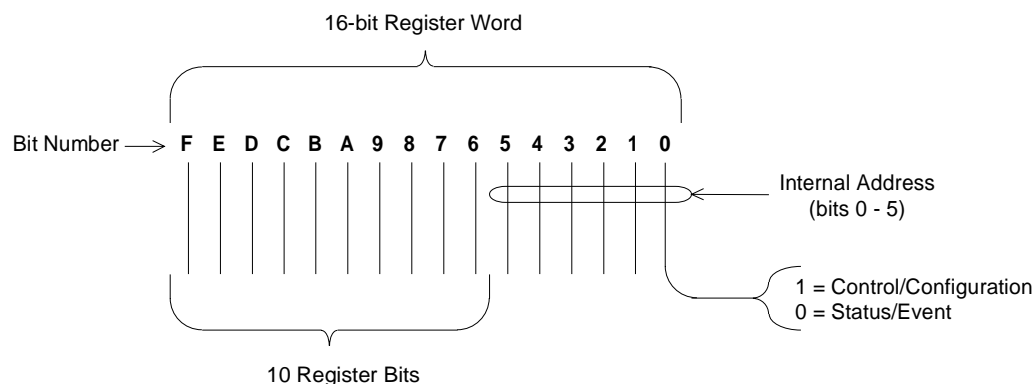 16-bit Register Word
Bit Number
F E D C B A 9 8 7 6 5 4 3 2 1 0
Internal Address
(bits 0 - 5)
1 = Control/Configuration
0 = Status/Event
10 Register Bits